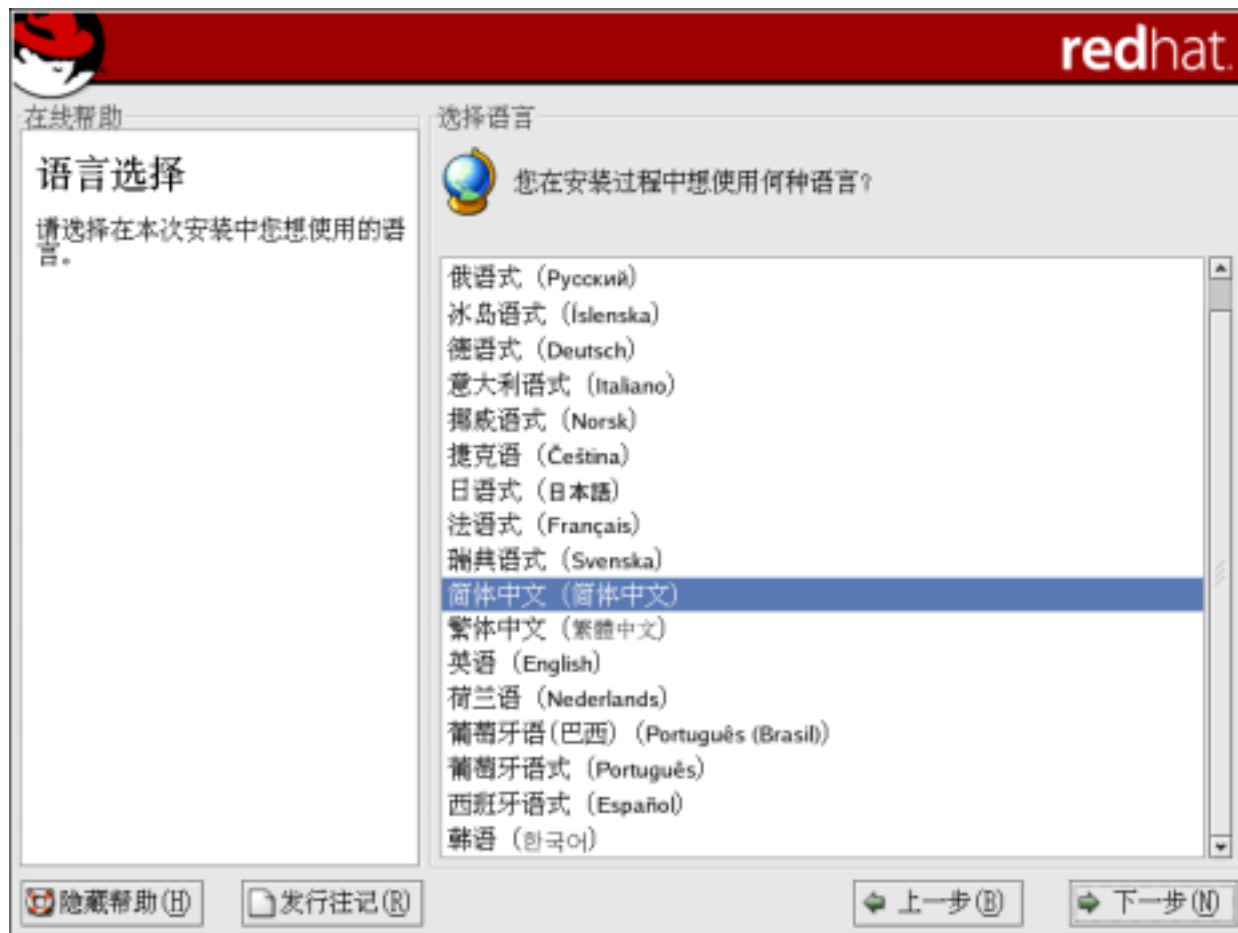 redhat.
在线帮助
语言选择
请选择在本次安装中您想使用的语
言。
选择语言
您在安装过程中想使用何种语言?
俄语式 (Русский)
冰岛语式 (Íslenska)
德语式 (Deutsch)
意大利语式 (Italiano)
挪威语式 (Norsk)
捷克语 (Čeština)
日语式 (日本語)
法语式 (Français)
瑞典语式 (Svenska)
简体中文 (简体中文)
繁体中文 (繁體中文)
英语 (English)
荷兰语 (Nederlands)
葡萄牙语(巴西) (Português (Brasil))
葡萄牙语式 (Português)
西班牙语式 (Español)
韩语 (한국어)
隐藏帮助(H) 发行注记(R) 上一步(B) 下一步(N)